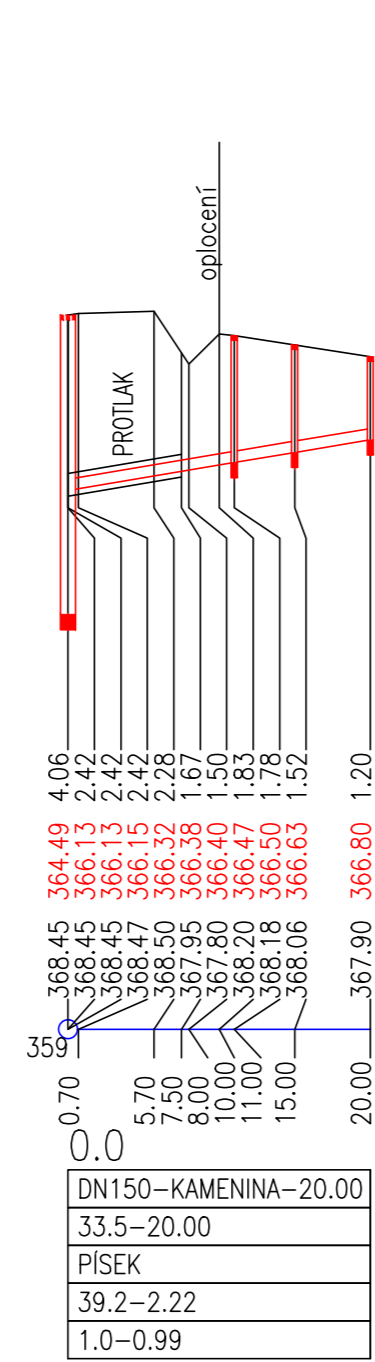 oplocení
PROTLAK
4.06 2.42 2.42 2.42 2.28 1.67 1.50 1.83 1.78 1.52 1.20
364.49 366.13 366.13 366.15 366.32 366.38 366.40 366.47 366.50 366.63 366.80
368.45 368.45 368.45 368.47 368.50 367.95 367.80 368.20 368.18 368.06 367.90
359
0.70 5.70 7.50 8.00 10.00 11.00 15.00 20.00
0.0
DN150-KAMENINA-20.00
33.5-20.00
PÍSEK
39.2-2.22
1.0-0.99